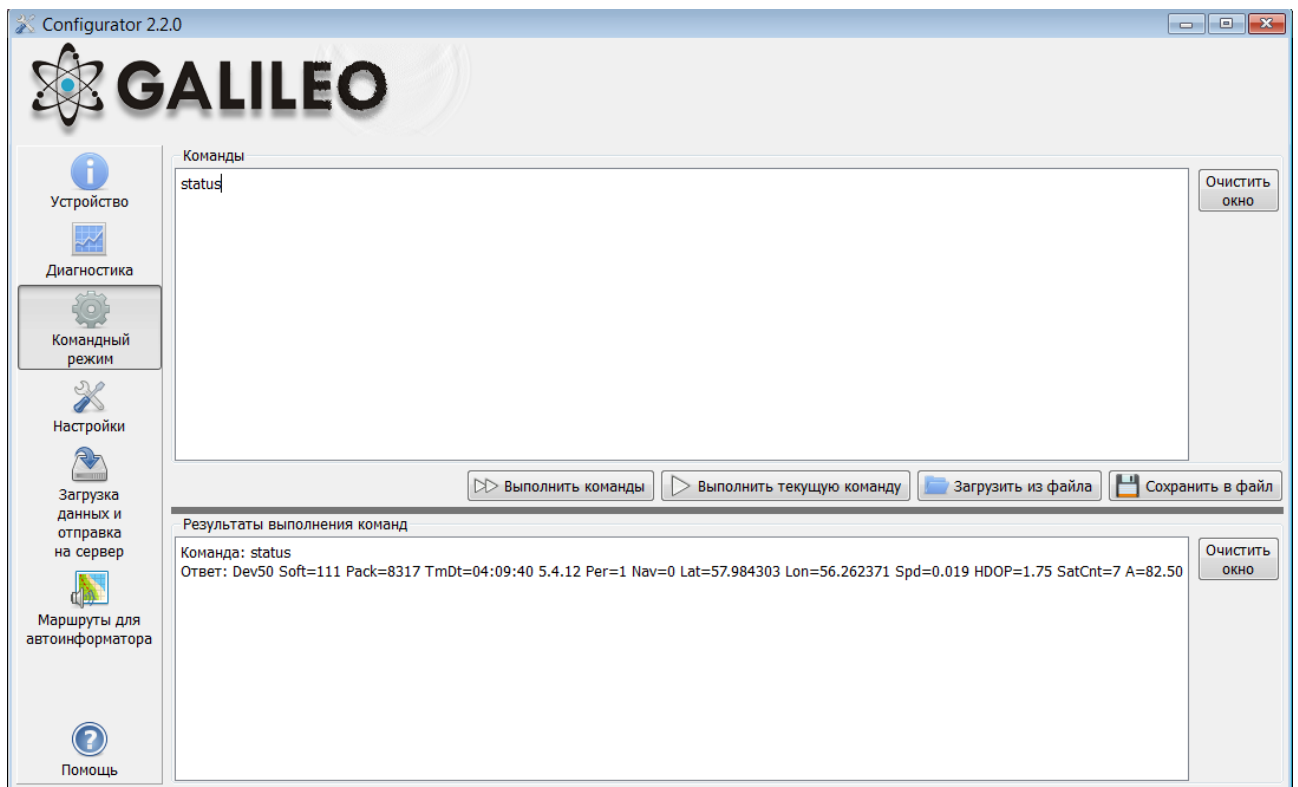 Configurator 2.2.0
GALILEO
Устройство
Диагностика
Командный
режим
Настройки
Загрузка
данных и
отправка
на сервер
Маршруты для
автоинформатора
Помощь
Команды
status
Очистить
окно
Выполнить команды
Выполнить текущую команду
Загрузить из файла
Сохранить в файл
Результаты выполнения команд
Команда: status
Ответ: Dev50 Soft=111 Pack=8317 TmDt=04:09:40 5.4.12 Per=1 Nav=0 Lat=57.984303 Lon=56.262371 Spd=0.019 HDOP=1.75 SatCnt=7 A=82.50
Очистить
окно